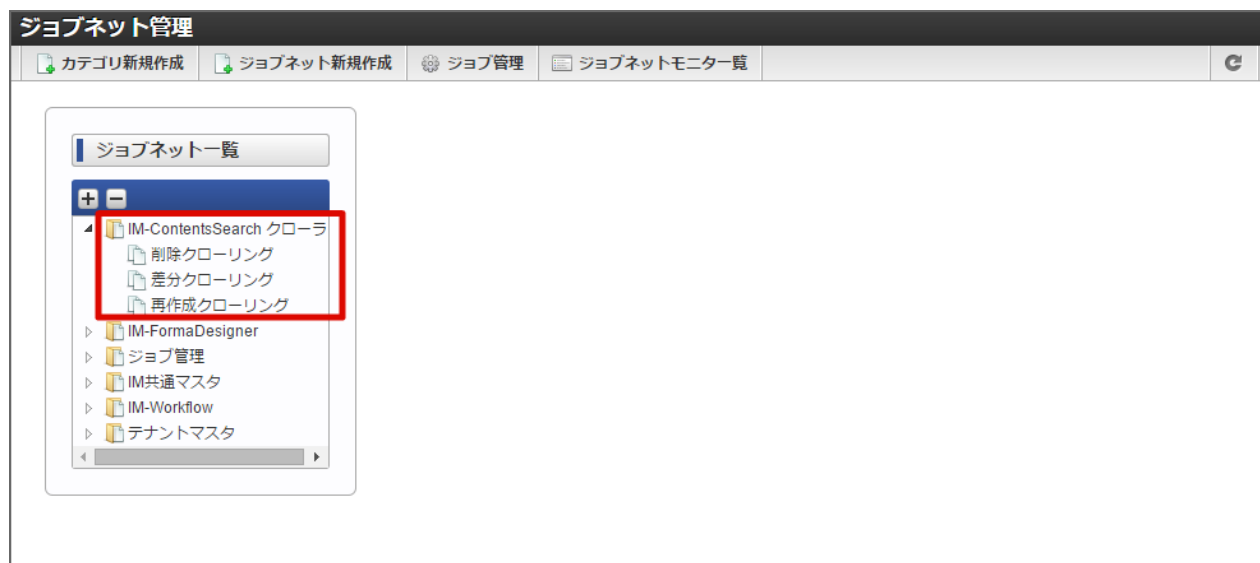 ジョブネット管理
カテゴリ新規作成 ジョブネット新規作成 ジョブ管理 ジョブネットモニタ一覧
ジョブネット一覧
IM-ContentsSearch クローラ
削除クローリング
差分クローリング
再作成クローリング
IM-FormaDesigner
ジョブ管理
IM共通マスタ
IM-Workflow
テナントマスタ